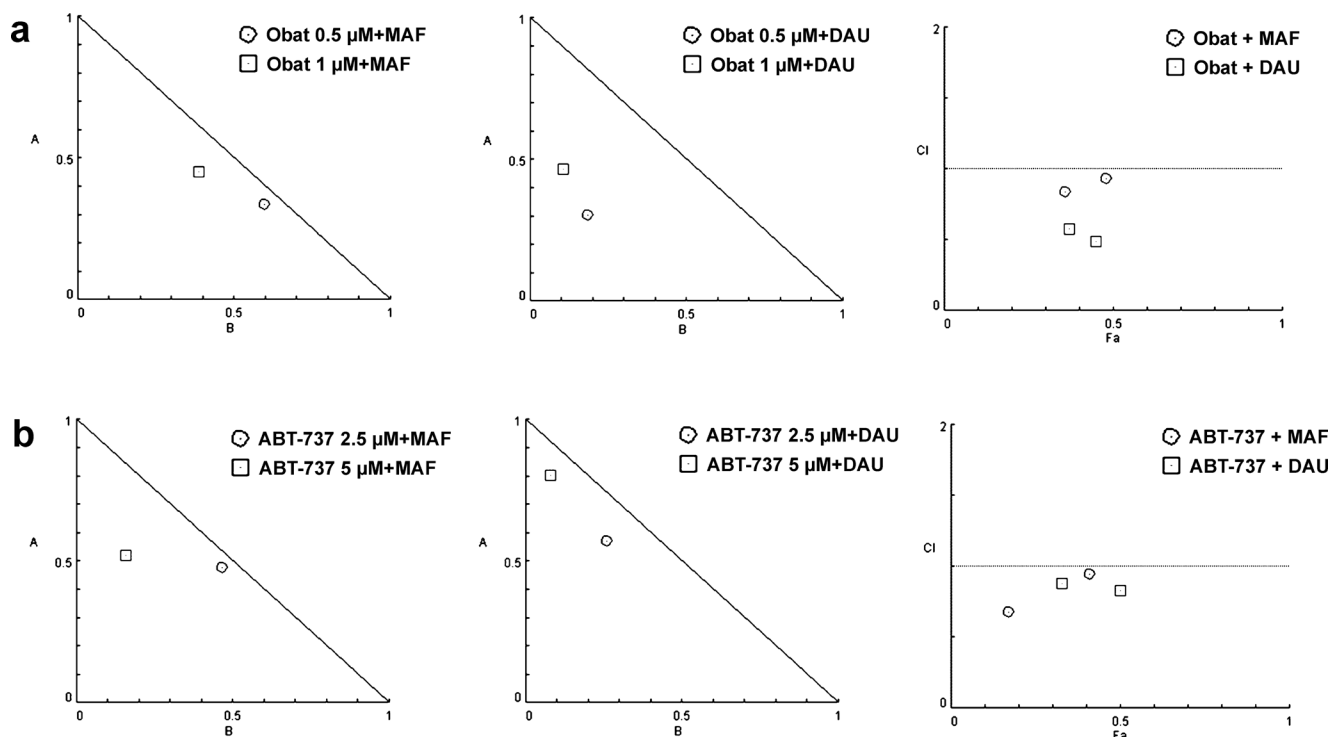 a
1
Obat 0.5 µM+MAF
Obat 1 µM+MAF
A
0.5
0
0
0.5
1
B
1
Obat 0.5 µM+DAU
Obat 1 µM+DAU
A
0.5
0
0
0.5
1
B
2
Obat + MAF
Obat + DAU
CI
0
0
0.5
1
Fa
b
1
ABT-737 2.5 µM+MAF
ABT-737 5 µM+MAF
A
0.5
0
0
0.5
1
B
1
ABT-737 2.5 µM+DAU
ABT-737 5 µM+DAU
A
0.5
0
0
0.5
1
B
2
ABT-737 + MAF
ABT-737 + DAU
CI
0
0
0.5
1
Fa